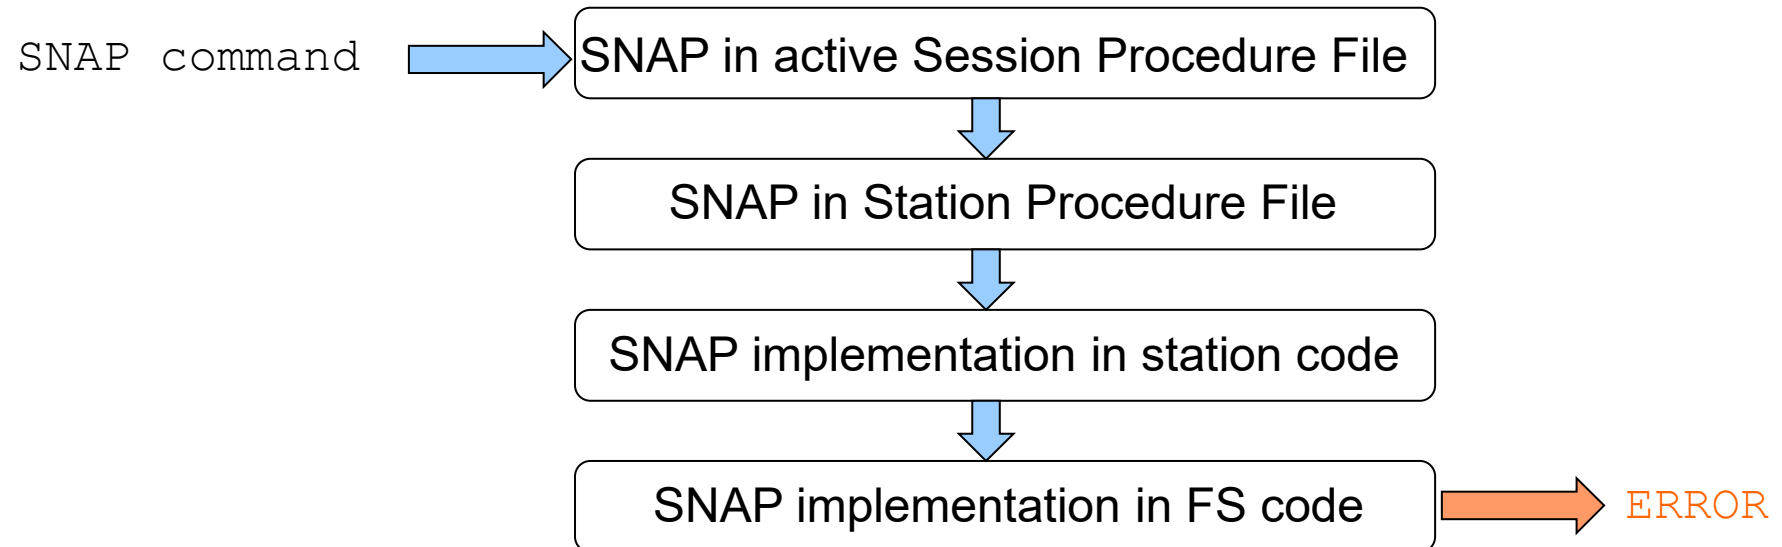 SNAP command
SNAP in active Session Procedure File
SNAP in Station Procedure File
SNAP implementation in station code
SNAP implementation in FS code
ERROR